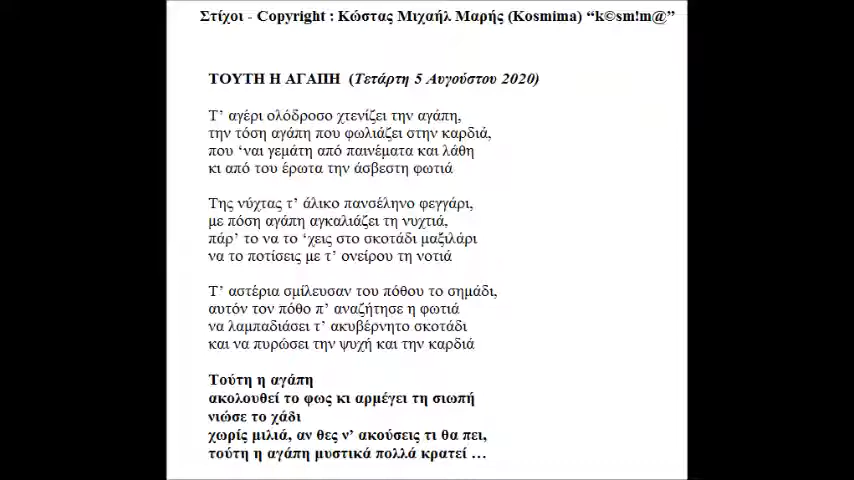 Στίχοι - Copyright : Κώστας Μιχαήλ Μαρής (Kosmima) “k©sm!m@”
ΤΟΥΤΗ Η ΑΓΑΠΗ (Τετάρτη 5 Αυγούστου 2020)
Τ’ αγέρι ολόδροσο χτενίζει την αγάπη,
την τόση αγάπη που φωλιάζει στην καρδιά,
που ‘ναι γεμάτη από παινέματα και λάθη
κι από του έρωτα την άσβεστη φωτιά
Της νύχτας τ’ άλικο πανσέληνο φεγγάρι,
με πόση αγάπη αγκαλιάζει τη νυχτιά,
πάρ’ το να το ‘χεις στο σκοτάδι μαξιλάρι
να το ποτίσεις με τ’ ονείρου τη νοτιά
Τ’ αστέρια σμίλευσαν του πόθου το σημάδι,
αυτόν τον πόθο π’ αναζήτησε η φωτιά
να λαμπαδιάσει τ’ ακυβέρνητο σκοτάδι
και να πυρώσει την ψυχή και την καρδιά
Τούτη η αγάπη
ακολουθεί το φως κι αρμέγει τη σιωπή
νιώσε το χάδι
χωρίς μιλιά, αν θες ν’ ακούσεις τι θα πει,
τούτη η αγάπη μυστικά πολλά κρατεί …